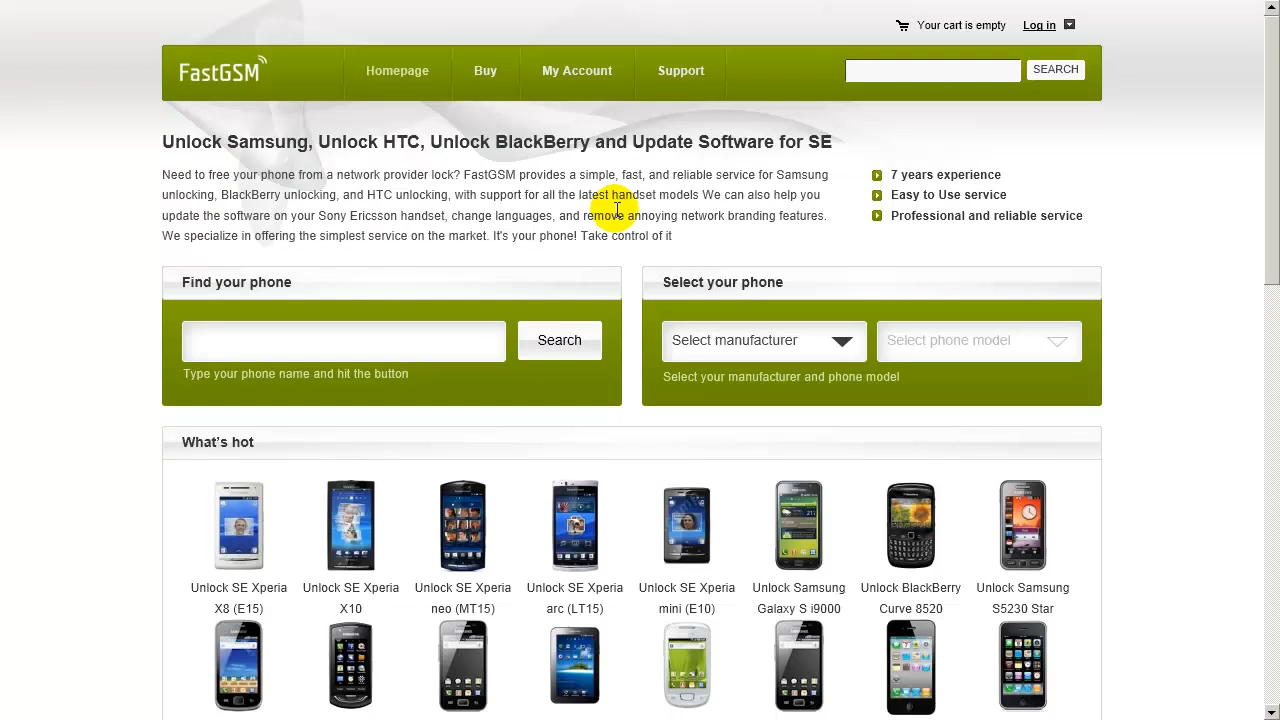 Your cart is empty
Log in
FastGSM
Homepage
Buy
My Account
Support
SEARCH
Unlock Samsung, Unlock HTC, Unlock BlackBerry and Update Software for SE
Need to free your phone from a network provider lock? FastGSM provides a simple, fast, and reliable service for Samsung
unlocking, BlackBerry unlocking, and HTC unlocking, with support for all the latest handset models We can also help you
update the software on your Sony Ericsson handset, change languages, and remove annoying network branding features.
We specialize in offering the simplest service on the market. It's your phone! Take control of it
7 years experience
Easy to Use service
Professional and reliable service
Find your phone
Search
Type your phone name and hit the button
Select your phone
Select manufacturer
Select phone model
Select your manufacturer and phone model
What's hot
Unlock SE Xperia
X8 (E15)
Unlock SE Xperia
X10
Unlock SE Xperia
neo (MT15)
Unlock SE Xperia
arc (LT15)
Unlock SE Xperia
mini (E10)
Unlock Samsung
Galaxy S i9000
Unlock BlackBerry
Curve 8520
Unlock Samsung
S5230 Star